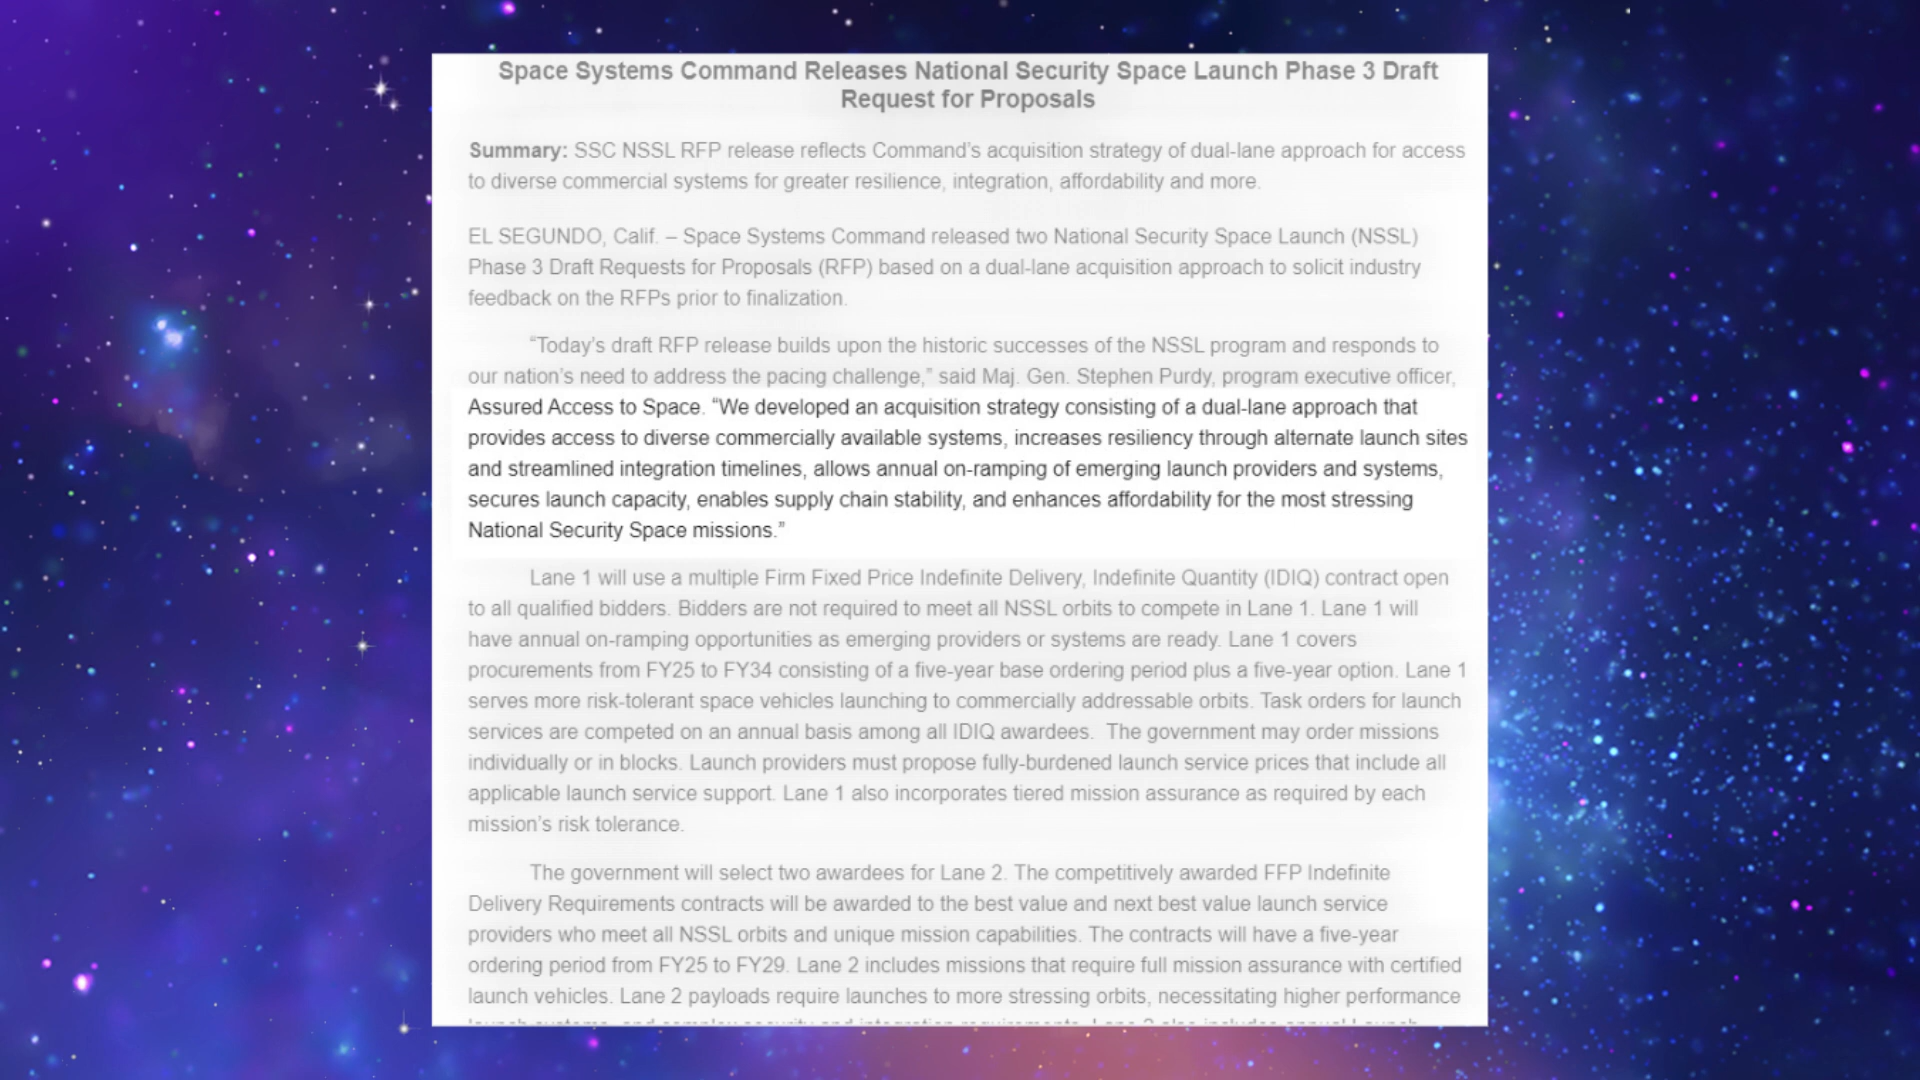 Space Systems Command Releases National Security Space Launch Phase 3 Draft
Request for Proposals
Summary: SSC NSSL RFP release reflects Command’s acquisition strategy of dual-lane approach for access
to diverse commercial systems for greater resilience, integration, affordability and more.
EL SEGUNDO, Calif. – Space Systems Command released two National Security Space Launch (NSSL)
Phase 3 Draft Requests for Proposals (RFP) based on a dual-lane acquisition approach to solicit industry
feedback on the RFPs prior to finalization.
“Today’s draft RFP release builds upon the historic successes of the NSSL program and responds to
our nation’s need to address the pacing challenge,” said Maj. Gen. Stephen Purdy, program executive officer,
Assured Access to Space. “We developed an acquisition strategy consisting of a dual-lane approach that
provides access to diverse commercially available systems, increases resiliency through alternate launch sites
and streamlined integration timelines, allows annual on-ramping of emerging launch providers and systems,
secures launch capacity, enables supply chain stability, and enhances affordability for the most stressing
National Security Space missions.”
Lane 1 will use a multiple Firm Fixed Price Indefinite Delivery, Indefinite Quantity (IDIQ) contract open
to all qualified bidders. Bidders are not required to meet all NSSL orbits to compete in Lane 1. Lane 1 will
have annual on-ramping opportunities as emerging providers or systems are ready. Lane 1 covers
procurements from FY25 to FY34 consisting of a five-year base ordering period plus a five-year option. Lane 1
serves more risk-tolerant space vehicles launching to commercially addressable orbits. Task orders for launch
services are competed on an annual basis among all IDIQ awardees. The government may order missions
individually or in blocks. Launch providers must propose fully-burdened launch service prices that include all
applicable launch service support. Lane 1 also incorporates tiered mission assurance as required by each
mission’s risk tolerance.
The government will select two awardees for Lane 2. The competitively awarded FFP Indefinite
Delivery Requirements contracts will be awarded to the best value and next best value launch service
providers who meet all NSSL orbits and unique mission capabilities. The contracts will have a five-year
ordering period from FY25 to FY29. Lane 2 includes missions that require full mission assurance with certified
launch vehicles. Lane 2 payloads require launches to more stressing orbits, necessitating higher performance